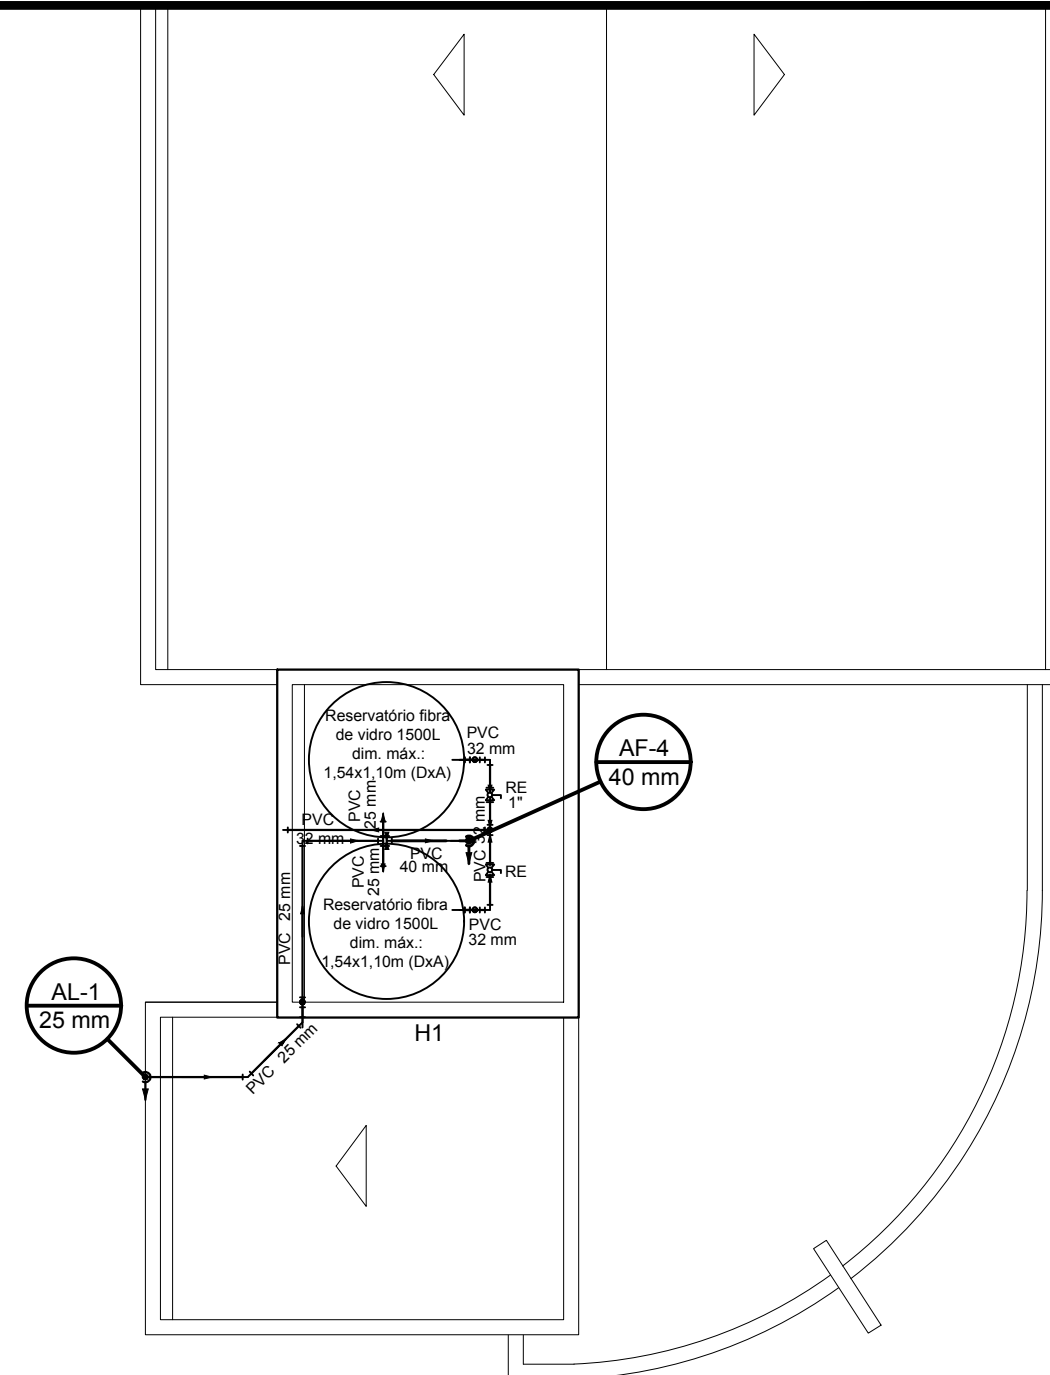 Reservatório fibra
de vidro 1500L
dim. máx.:
1,54x1,10m (DxA)
PVC
32 mm
RE
1"
AF-4
40 mm
PVC
25 mm
PVC
32 mm
PVC 32 mm
PVC
40 mm
PVC
25 mm
RE
Reservatório fibra
de vidro 1500L
dim. máx.:
1,54x1,10m (DxA)
PVC
32 mm
PVC 25 mm
AL-1
25 mm
PVC 25 mm
H1